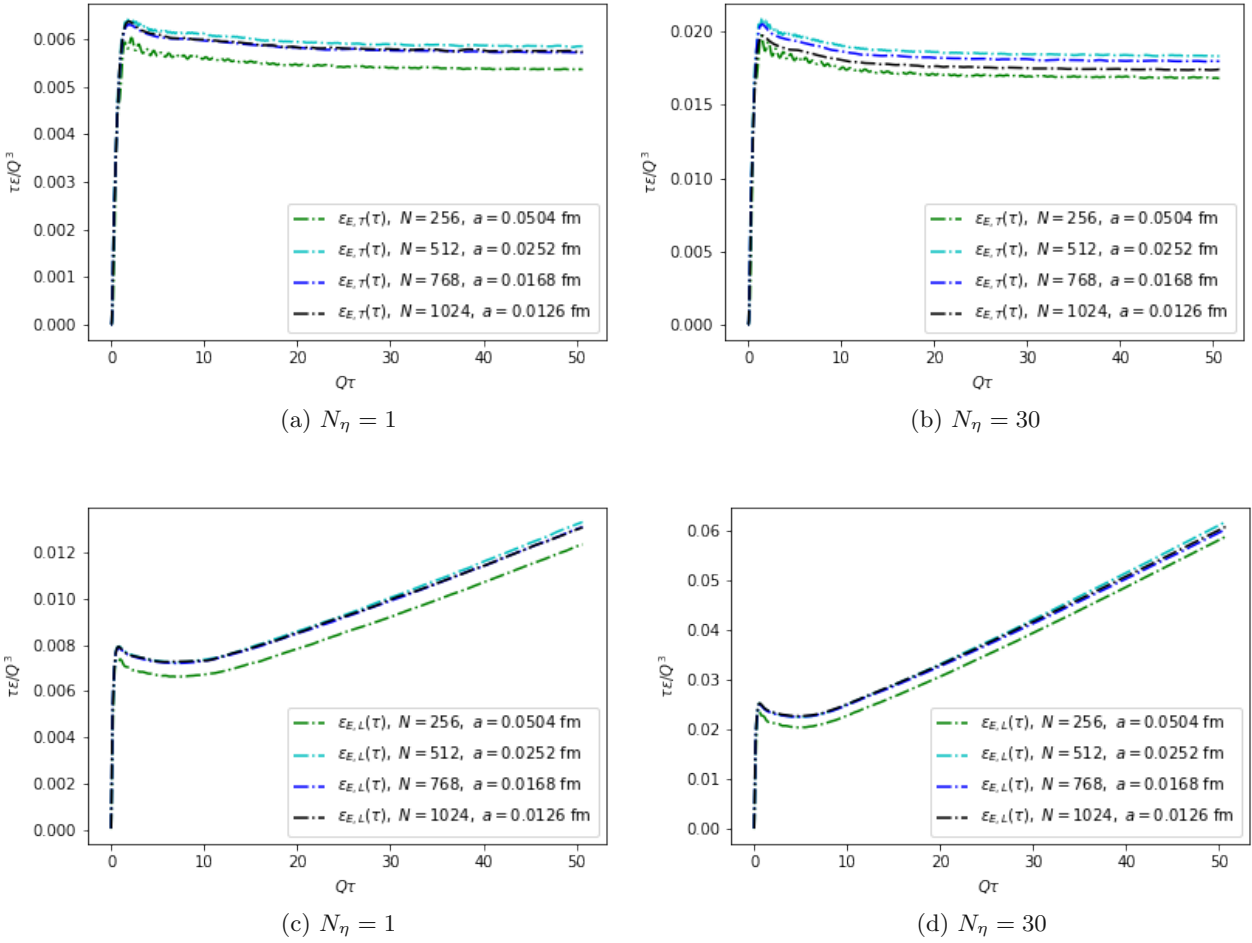 0.006
0.005
0.004
0.003
0.002
0.001
0.000
τε/Q³
ε_{E,T}(τ), N = 256, a = 0.0504 fm
ε_{E,T}(τ), N = 512, a = 0.0252 fm
ε_{E,T}(τ), N = 768, a = 0.0168 fm
ε_{E,T}(τ), N = 1024, a = 0.0126 fm
0 10 20 30 40 50
Qτ
(a) N_η = 1
0.020
0.015
0.010
0.005
0.000
τε/Q³
ε_{E,T}(τ), N = 256, a = 0.0504 fm
ε_{E,T}(τ), N = 512, a = 0.0252 fm
ε_{E,T}(τ), N = 768, a = 0.0168 fm
ε_{E,T}(τ), N = 1024, a = 0.0126 fm
0 10 20 30 40 50
Qτ
(b) N_η = 30
0.012
0.010
0.008
0.006
0.004
0.002
0.000
τε/Q³
ε_{E,L}(τ), N = 256, a = 0.0504 fm
ε_{E,L}(τ), N = 512, a = 0.0252 fm
ε_{E,L}(τ), N = 768, a = 0.0168 fm
ε_{E,L}(τ), N = 1024, a = 0.0126 fm
0 10 20 30 40 50
Qτ
(c) N_η = 1
0.06
0.05
0.04
0.03
0.02
0.01
0.00
τε/Q³
ε_{E,L}(τ), N = 256, a = 0.0504 fm
ε_{E,L}(τ), N = 512, a = 0.0252 fm
ε_{E,L}(τ), N = 768, a = 0.0168 fm
ε_{E,L}(τ), N = 1024, a = 0.0126 fm
0 10 20 30 40 50
Qτ
(d) N_η = 30